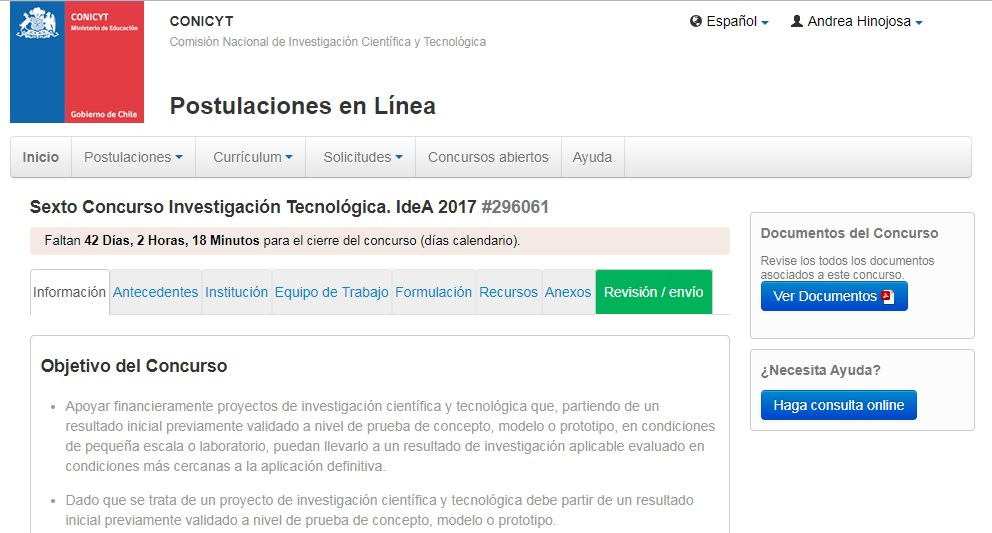 CONICYT
Ministerio de Educación
Gobierno de Chile
CONICYT
Comisión Nacional de Investigación Científica y Tecnológica
Español
Andrea Hinojosa
Postulaciones en Línea
Inicio
Postulaciones
Currículum
Solicitudes
Concursos abiertos
Ayuda
Sexto Concurso Investigación Tecnológica. IdeA 2017 #296061
Faltan 42 Días, 2 Horas, 18 Minutos para el cierre del concurso (días calendario).
Información
Antecedentes
Institución
Equipo de Trabajo
Formulación
Recursos
Anexos
Revisión / envío
Objetivo del Concurso
• Apoyar financieramente proyectos de investigación científica y tecnológica que, partiendo de un
resultado inicial previamente validado a nivel de prueba de concepto, modelo o prototipo, en condiciones
de pequeña escala o laboratorio, puedan llevarlo a un resultado de investigación aplicable evaluado en
condiciones más cercanas a la aplicación definitiva.
• Dado que se trata de un proyecto de investigación científica y tecnológica debe partir de un resultado
inicial previamente validado a nivel de prueba de concepto, modelo o prototipo.
Documentos del Concurso
Revise los todos los documentos
asociados a este concurso.
Ver Documentos
¿Necesita Ayuda?
Haga consulta online